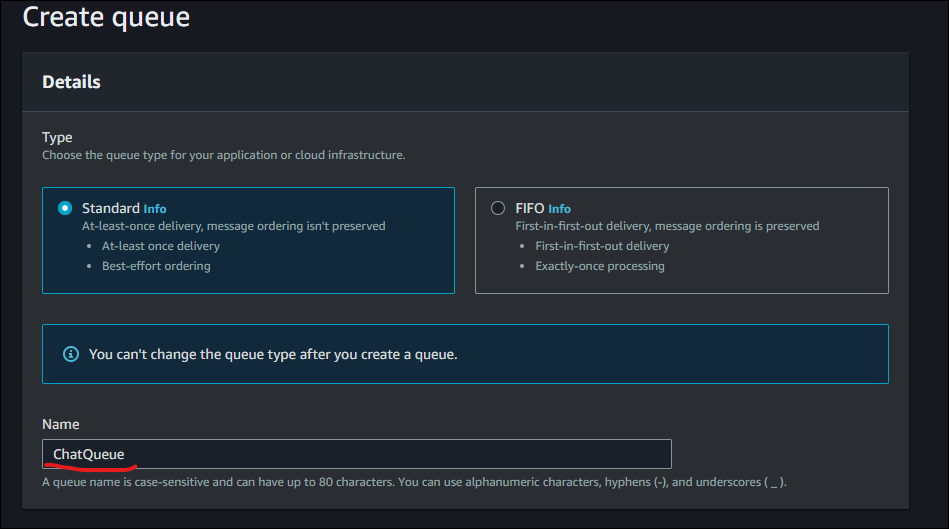 Create queue
Details
Type
Choose the queue type for your application or cloud infrastructure.
Standard Info
At-least-once delivery, message ordering isn't preserved
• At-least once delivery
• Best-effort ordering
FIFO Info
First-in-first-out delivery, message ordering is preserved
• First-in-first-out delivery
• Exactly-once processing
You can't change the queue type after you create a queue.
Name
ChatQueue
A queue name is case-sensitive and can have up to 80 characters. You can use alphanumeric characters, hyphens (-), and underscores ( _ ).